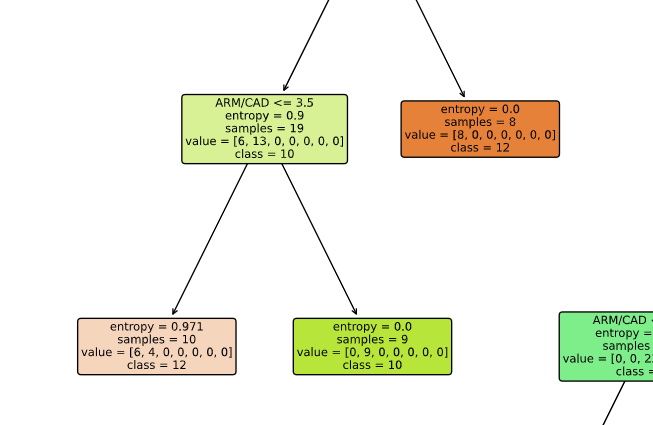 ARM/CAD <= 3.5
entropy = 0.9
samples = 19
value = [6, 13, 0, 0, 0, 0, 0]
class = 10
entropy = 0.0
samples = 8
value = [8, 0, 0, 0, 0, 0, 0]
class = 12
entropy = 0.971
samples = 10
value = [6, 4, 0, 0, 0, 0, 0]
class = 12
entropy = 0.0
samples = 9
value = [0, 9, 0, 0, 0, 0, 0]
class = 10
ARM/CAD
entropy =
samples
value = [0, 0,
class =